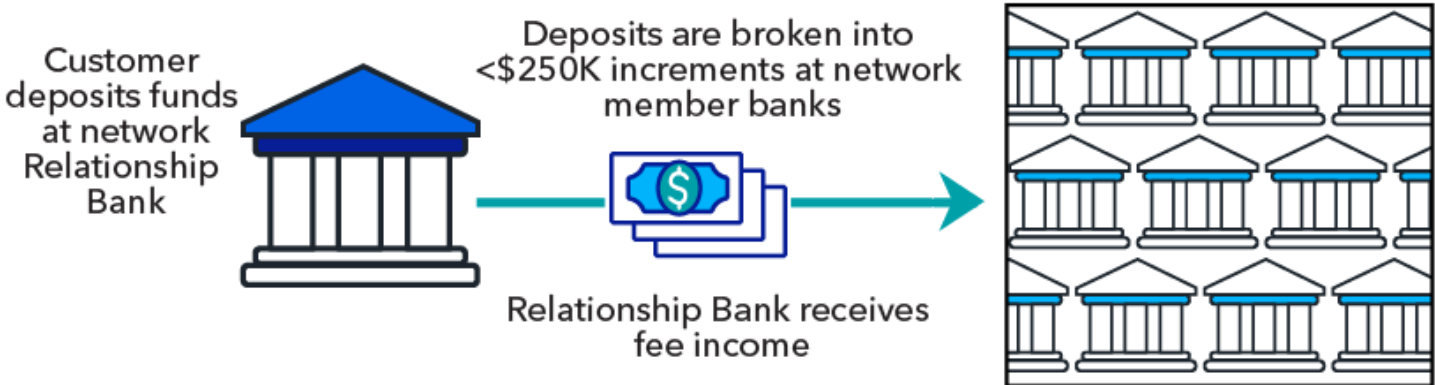 Customer
deposits funds
at network
Relationship
Bank
Deposits are broken into
<$250K increments at network
member banks
$
Relationship Bank receives
fee income